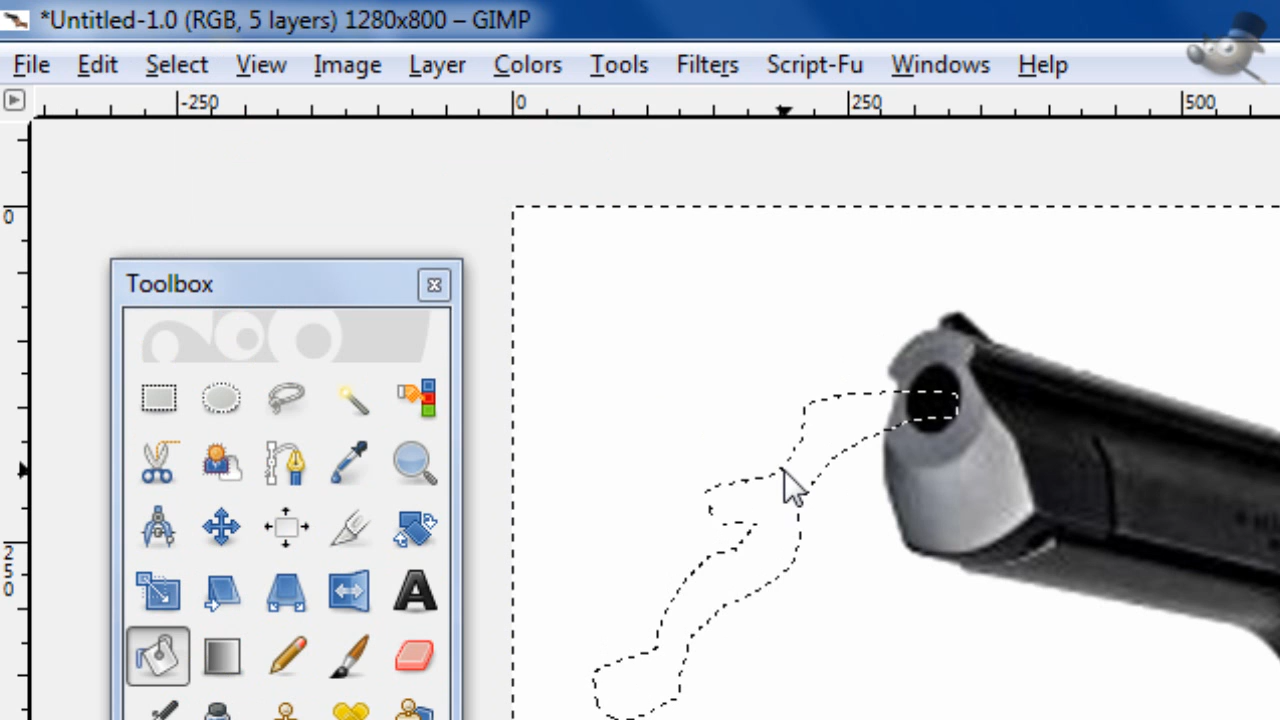 *Untitled-1.0 (RGB, 5 layers) 1280x800 – GIMP
File Edit Select View Image Layer Colors Tools Filters Script-Fu Windows Help
-250 0 250 500
0
Toolbox
250